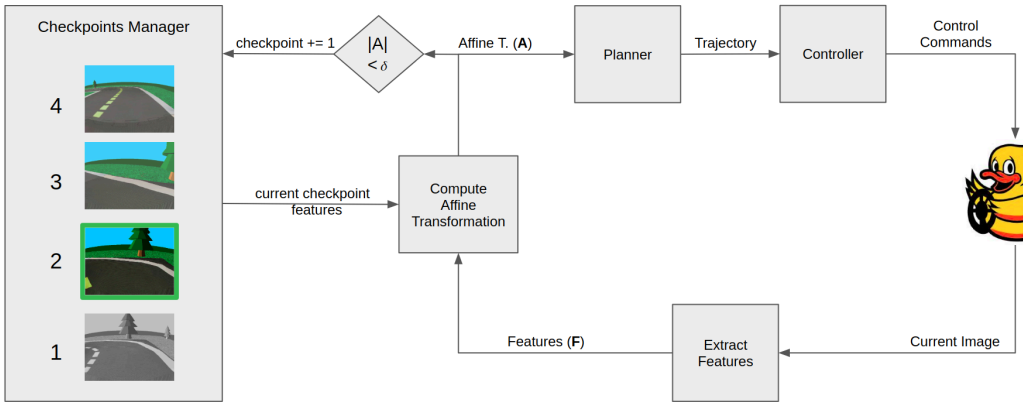 Checkpoints Manager
4
3
2
1
checkpoint += 1
|A|
< δ
Affine T. (A)
Planner
Trajectory
Controller
Control
Commands
current checkpoint
features
Compute
Affine
Transformation
Features (F)
Extract
Features
Current Image